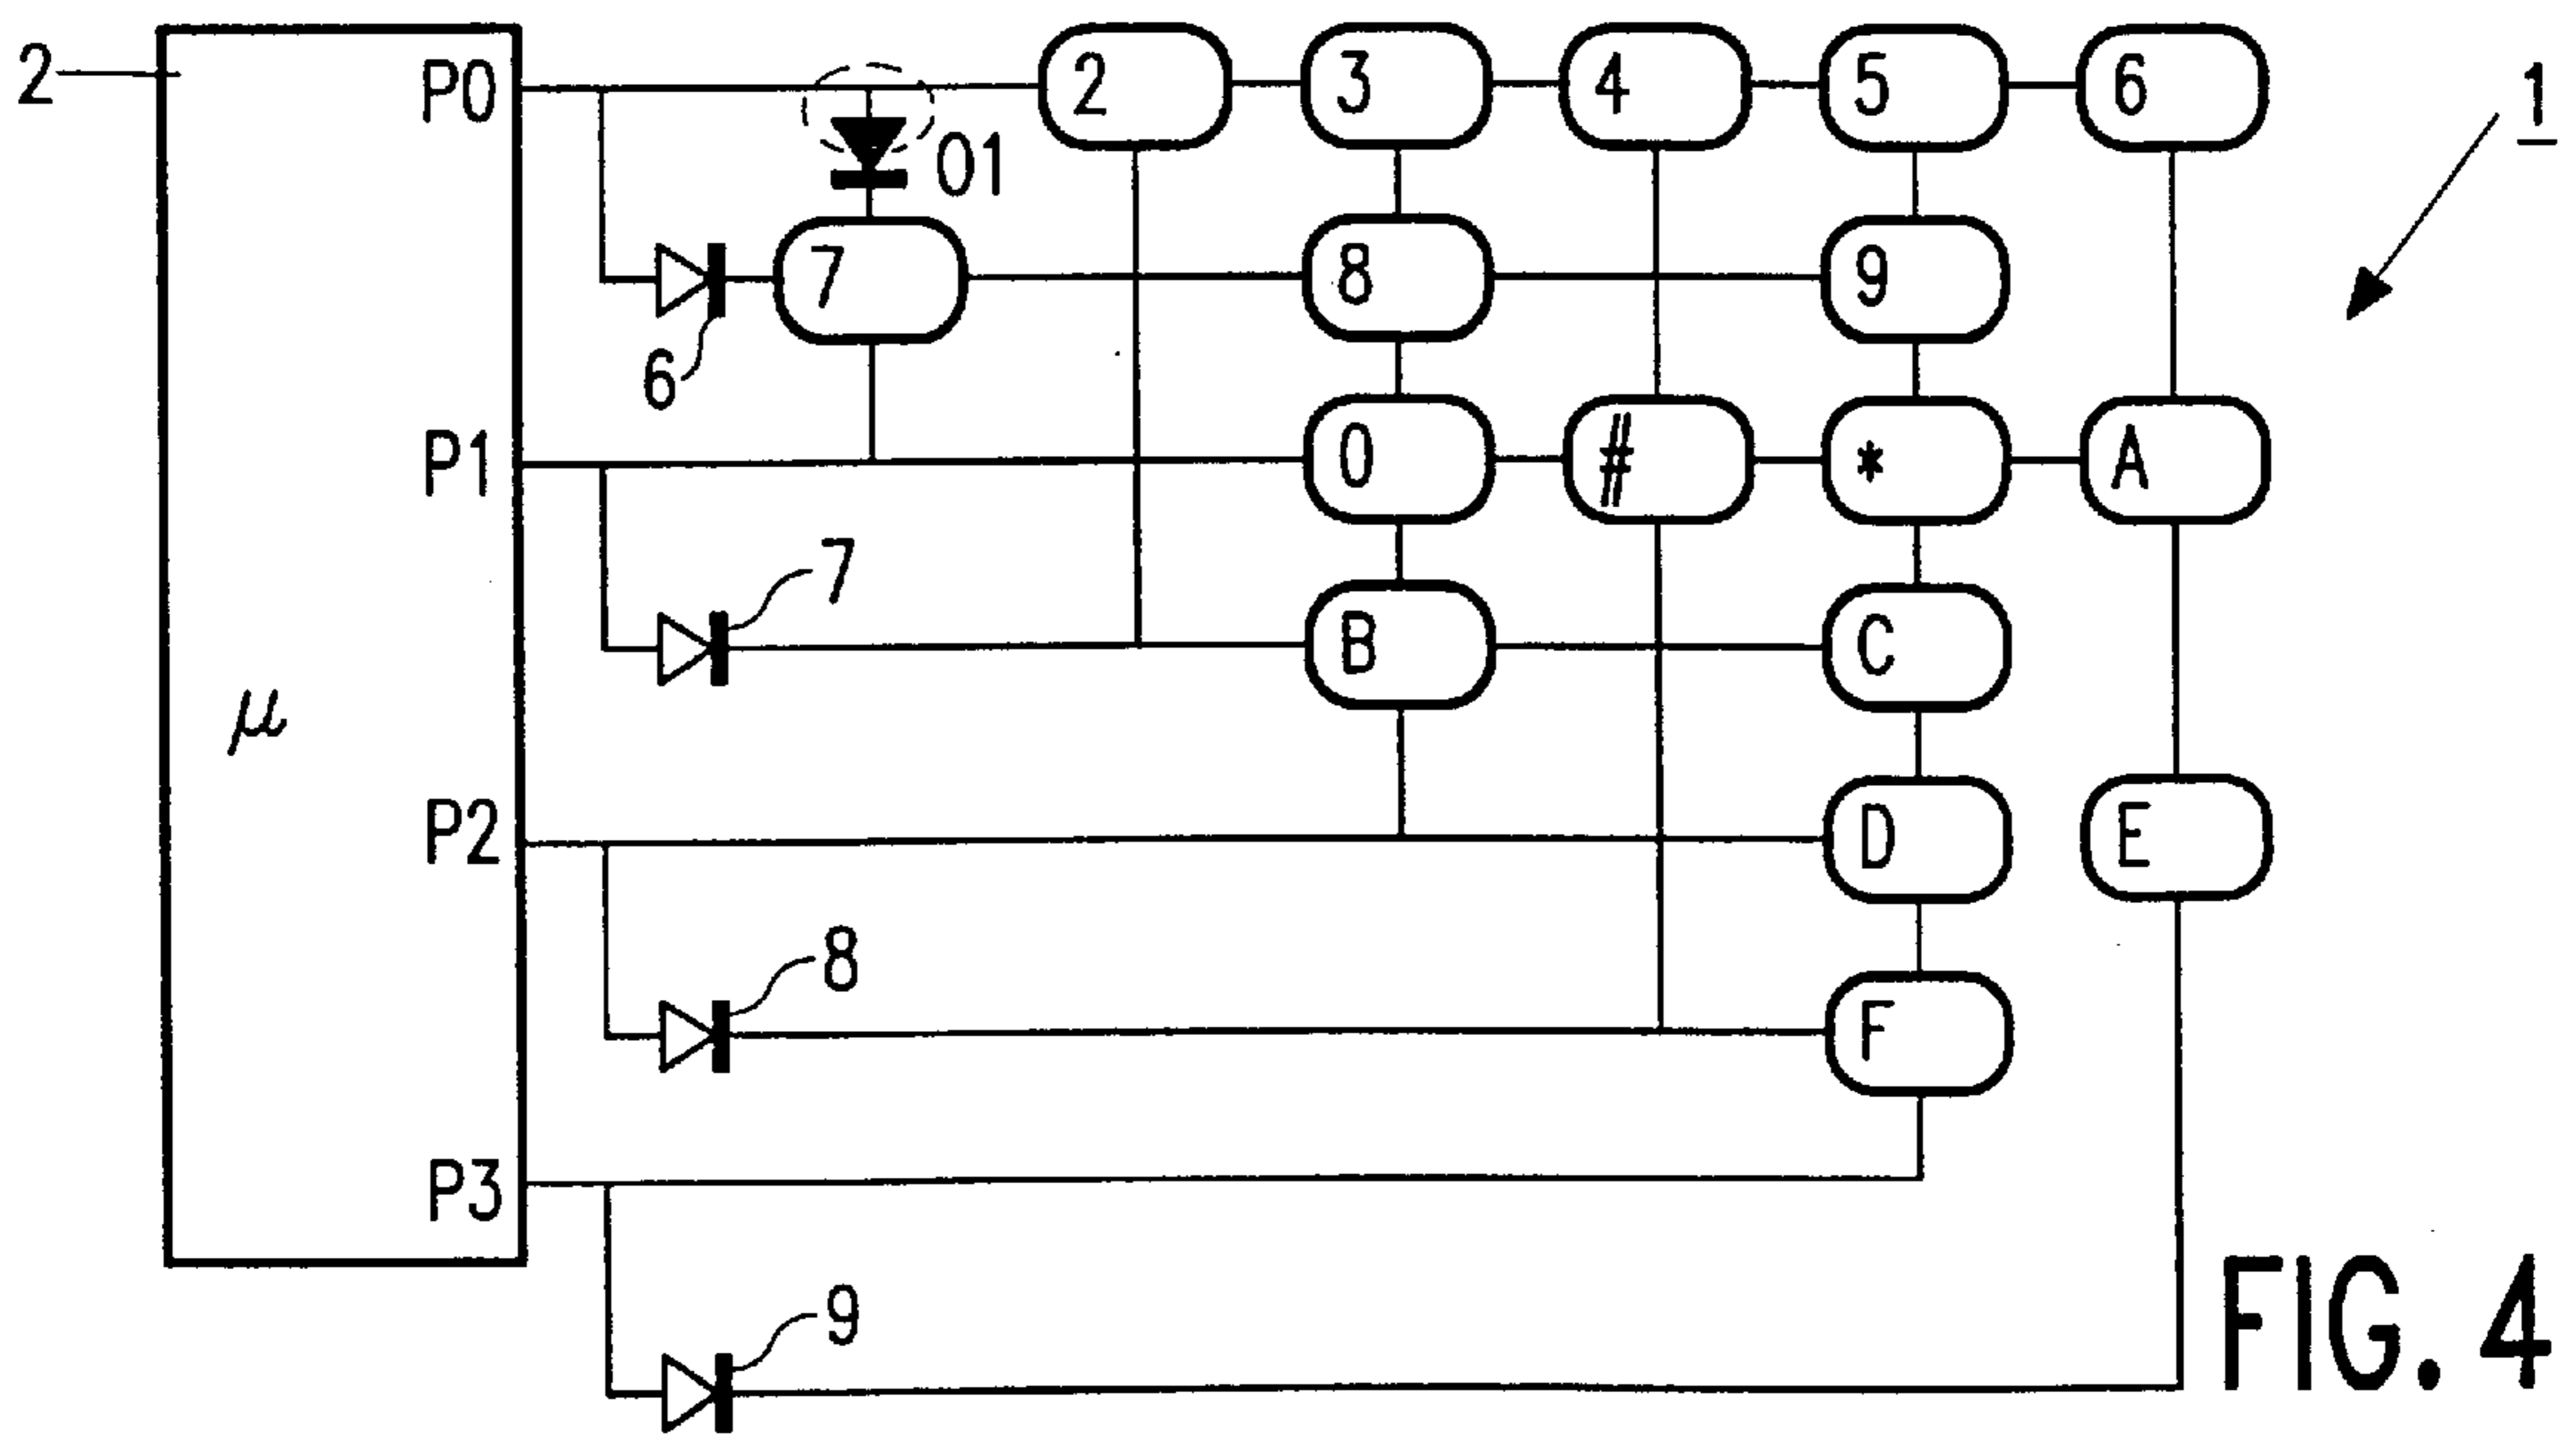 2 P0 2 3 4 5 6 1
01
7 8 9
6
P1 0 # * A
7
B C
μ
P2 D E
8
F
P3
9
FIG. 4